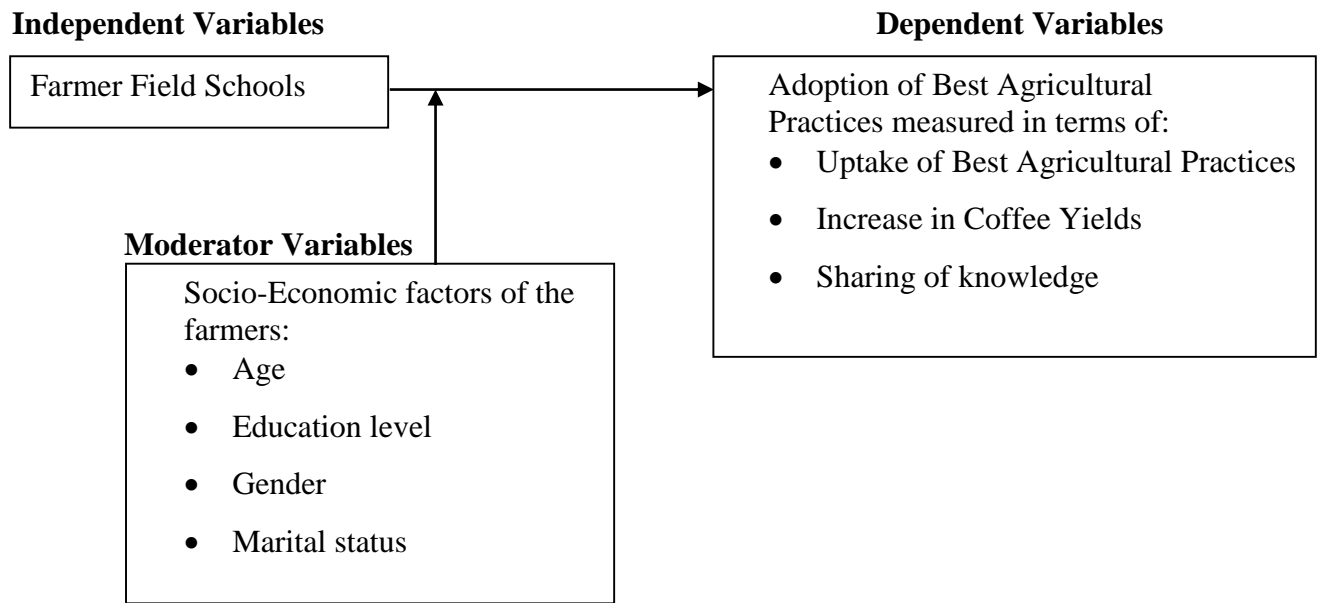 Independent Variables
Dependent Variables
Farmer Field Schools
Adoption of Best Agricultural
Practices measured in terms of:
• Uptake of Best Agricultural Practices
• Increase in Coffee Yields
• Sharing of knowledge
Moderator Variables
Socio-Economic factors of the
farmers:
• Age
• Education level
• Gender
• Marital status